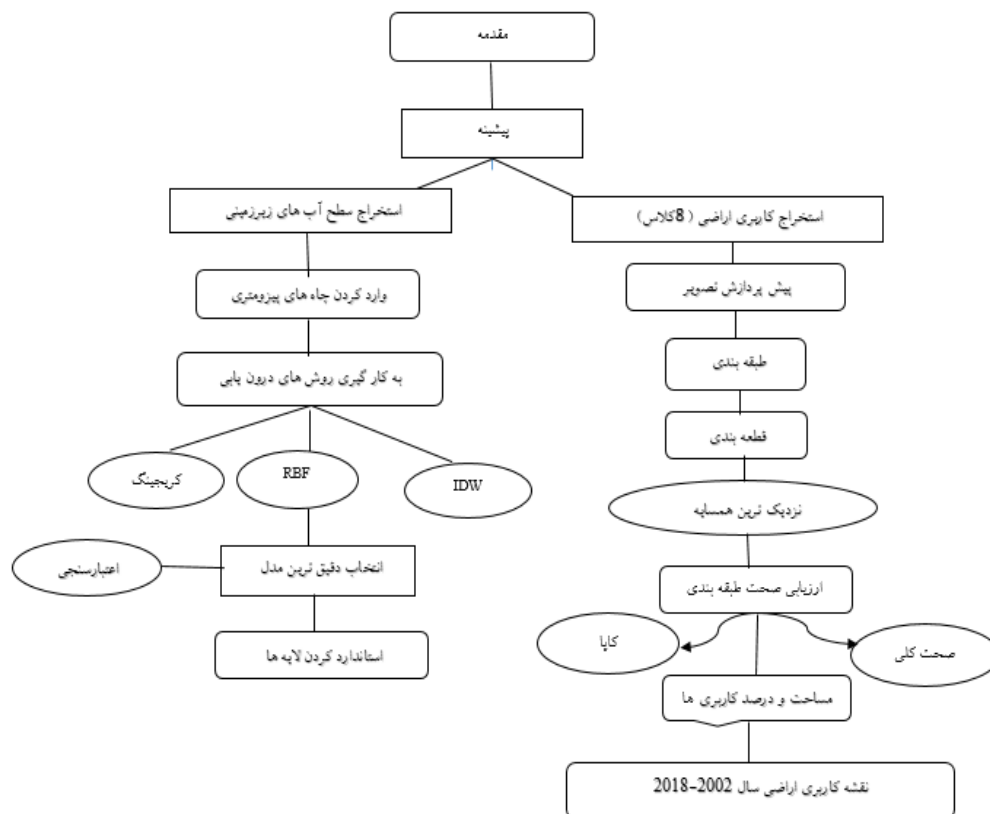 مقدمه
پیشینه
استخراج کاربری اراضی ( 8کلاس)
استخراج سطح آب های زیرزمینی
پیش پردازش تصویر
وارد کردن چاه های پیزومتری
طبقه بندی
به کار گیری روش های درون یابی
قطعه بندی
IDW
RBF
کریجینگ
نزدیک ترین همسایه
انتخاب دقیق ترین مدل
اعتبارسنجی
ارزیابی صحت طبقه بندی
کاپا
صحت کلی
استاندارد کردن لایه ها
مساحت و درصد کاربری ها
نقشه کاربری اراضی سال 2002-2018